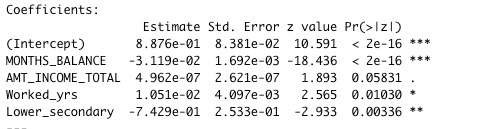 Coefficients:
Estimate Std. Error z value Pr(>|z|)
(Intercept) 8.876e-01 8.381e-02 10.591 < 2e-16 ***
MONTHS_BALANCE -3.119e-02 1.692e-03 -18.436 < 2e-16 ***
AMT_INCOME_TOTAL 4.962e-07 2.621e-07 1.893 0.05831 .
Worked_yrs 1.051e-02 4.097e-03 2.565 0.01030 *
Lower_secondary -7.429e-01 2.533e-01 -2.933 0.00336 **
---